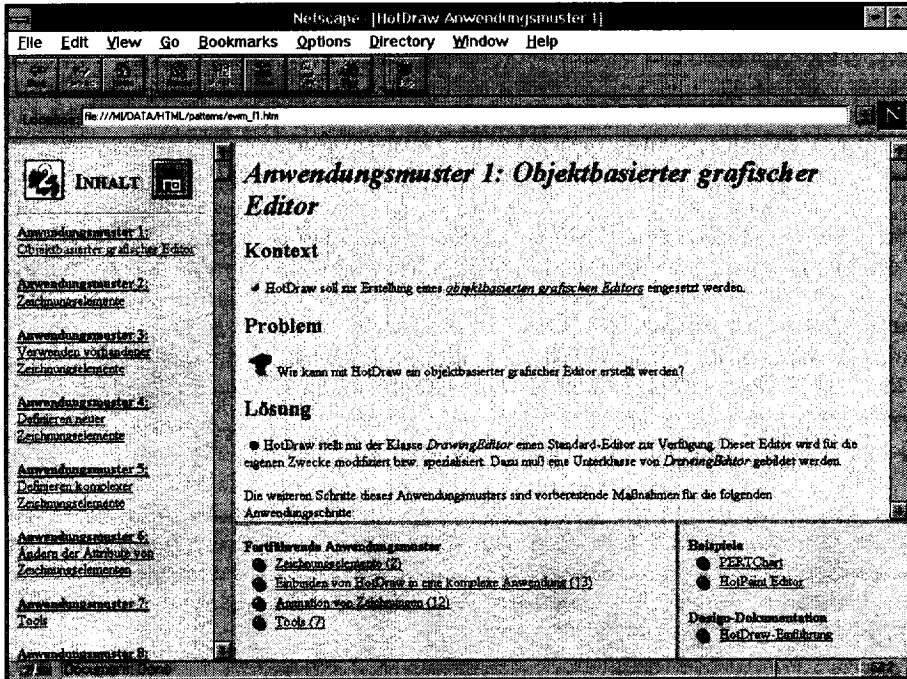 Netscape - [HotDraw Anwendungsmuster 1]
File Edit View Go Bookmarks Options Directory Window Help
file:///M|/DATA/HTML/patterns/ewm_f1.htm
INHALT
Anwendungsmuster 1:
Objektbasierter grafischer Editor
Anwendungsmuster 2:
Zeichnungselemente
Anwendungsmuster 3:
Verwenden vorhandener
Zeichnungselemente
Anwendungsmuster 4:
Definieren neuer
Zeichnungselemente
Anwendungsmuster 5:
Definieren komplexer
Zeichnungselemente
Anwendungsmuster 6:
Ändern der Attribute von
Zeichnungselementen
Anwendungsmuster 7:
Tools
Anwendungsmuster 8:
Anwendungsmuster 1: Objektbasierter grafischer
Editor
Kontext
HotDraw soll zur Erstellung eines objektbasierten grafischen Editors eingesetzt werden.
Problem
Wie kann mit HotDraw ein objektbasierter grafischer Editor erstellt werden?
Lösung
HotDraw stellt mit der Klasse DrawingEditor einen Standard-Editor zur Verfügung. Dieser Editor wird für die
eigenen Zwecke modifiziert bzw. spezialisiert. Dazu muß eine Unterklasse von DrawingEditor gebildet werden.
Die weiteren Schritte dieses Anwendungsmusters sind vorbereitende Maßnahmen für die folgenden
Anwendungsschritte:
Fortführende Anwendungsmuster
Zeichnungselemente (2)
Einbinden von HotDraw in eine komplexe Anwendung (13)
Animation von Zeichnungen (12)
Tools (7)
Beispiele
PERTChart
HotPaint Editor
Design-Dokumentation
HotDraw-Einführung
Document: Done